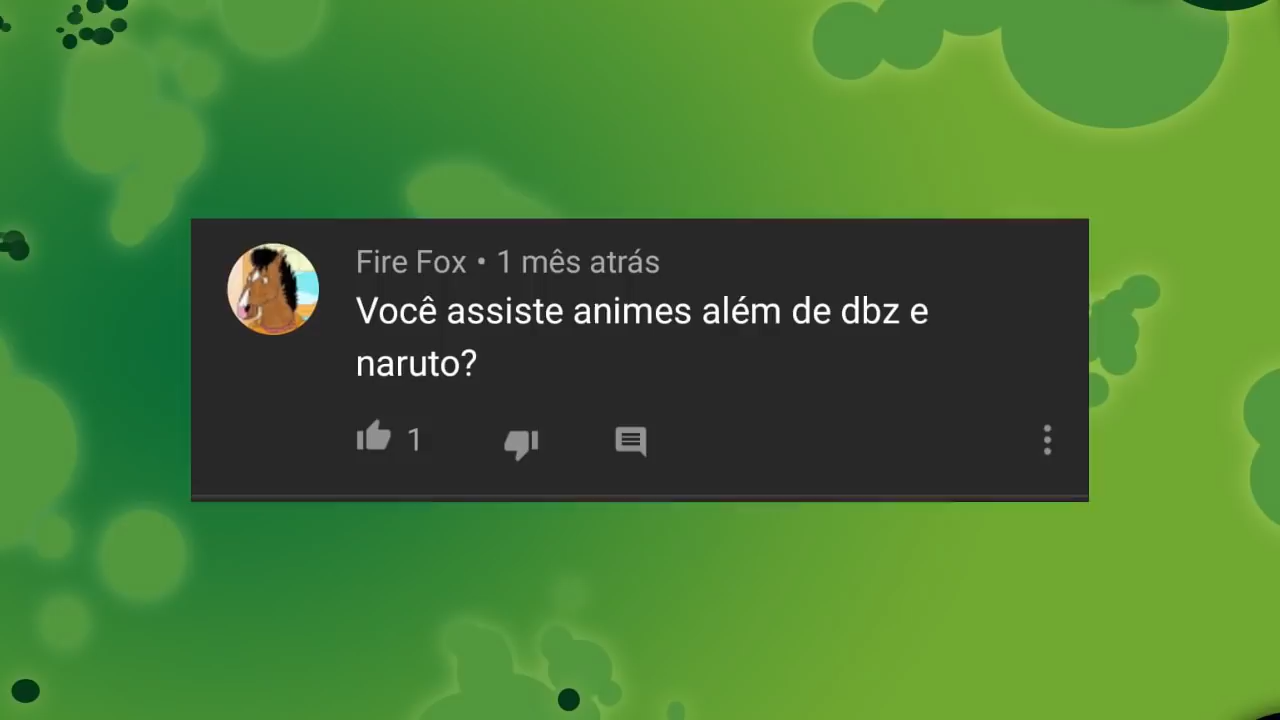 Fire Fox • 1 mês atrás
Você assiste animes além de dbz e
naruto?
1